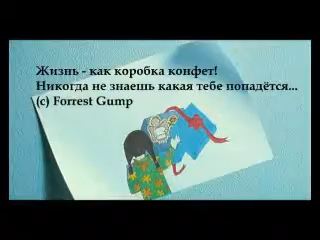 Жизнь - как коробка конфет!
Никогда не знаешь какая тебе попадётся...
(c) Forrest Gump